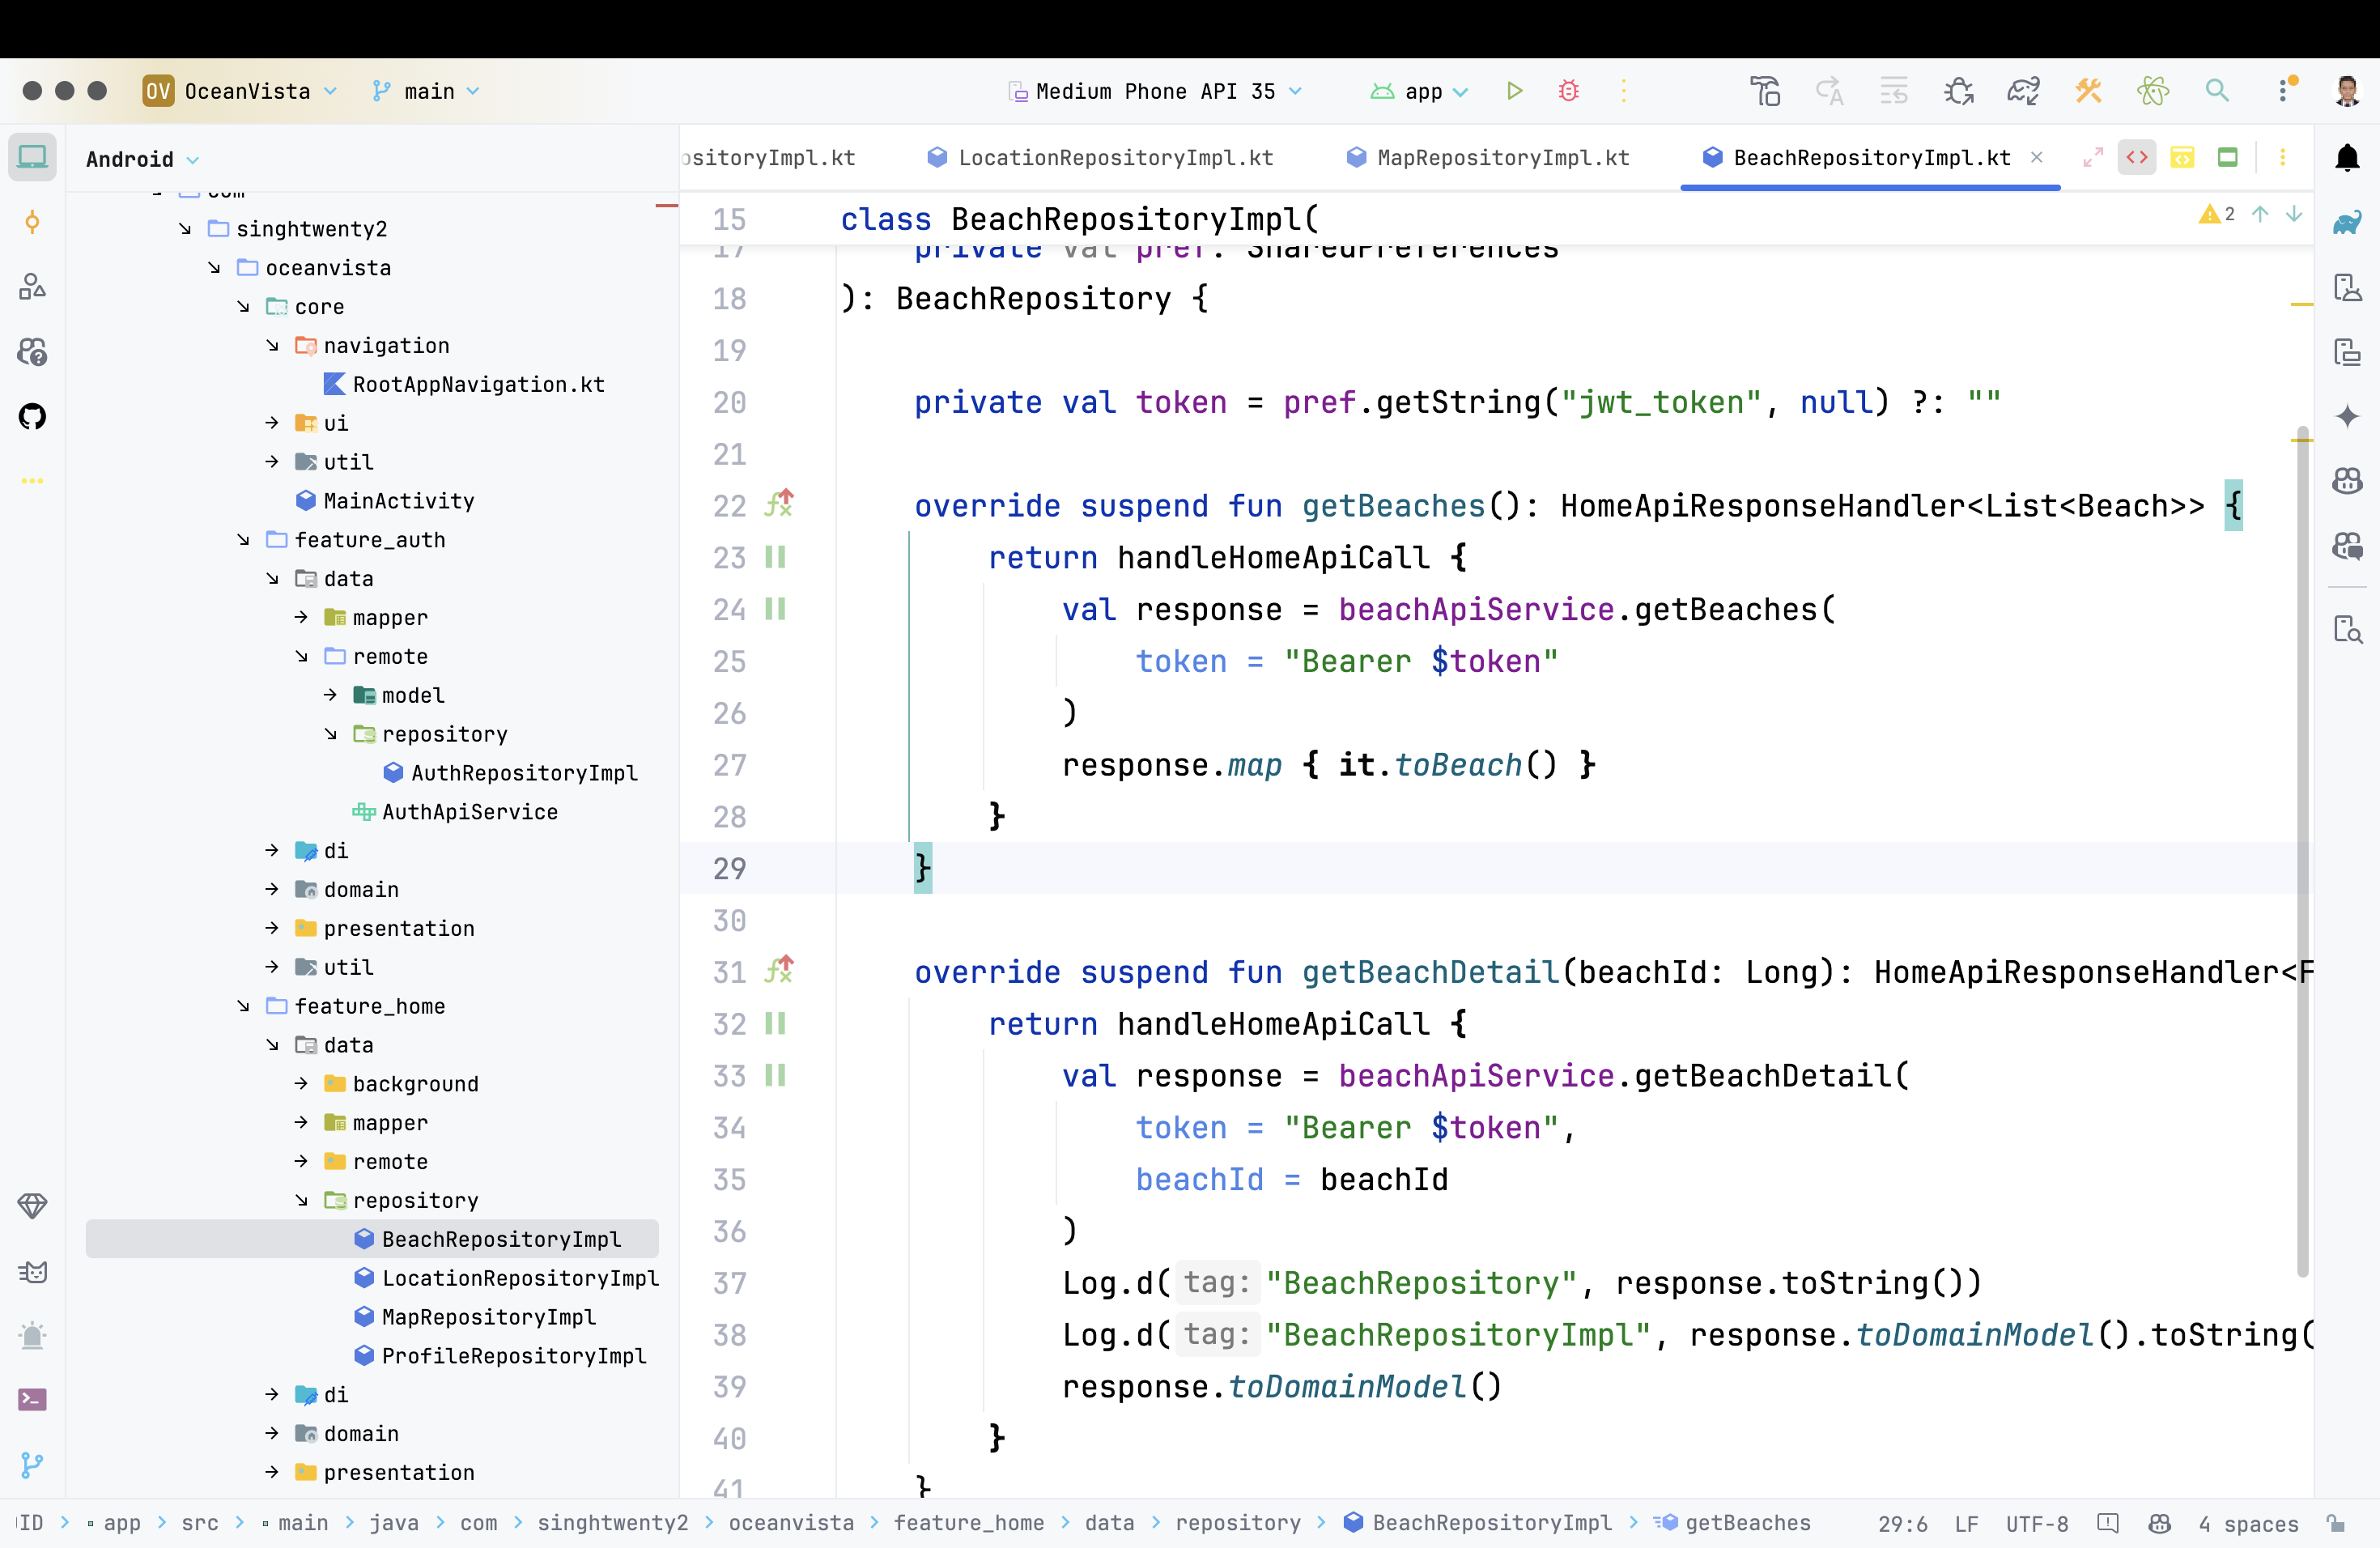 OV OceanVista main Medium Phone API 35 app
Android
com
singhtwenty2
oceanvista
core
navigation
RootAppNavigation.kt
ui
util
MainActivity
feature_auth
data
mapper
remote
model
repository
AuthRepositoryImpl
AuthApiService
di
domain
presentation
util
feature_home
data
background
mapper
remote
repository
BeachRepositoryImpl
LocationRepositoryImpl
MapRepositoryImpl
ProfileRepositoryImpl
di
domain
presentation
ositoryImpl.kt LocationRepositoryImpl.kt MapRepositoryImpl.kt BeachRepositoryImpl.kt
2
15 class BeachRepositoryImpl(
17 private val pref: SharedPreferences
18 ): BeachRepository {
19
20 private val token = pref.getString("jwt_token", null) ?: ""
21
22 override suspend fun getBeaches(): HomeApiResponseHandler<List<Beach>> {
23 return handleHomeApiCall {
24 val response = beachApiService.getBeaches(
25 token = "Bearer $token"
26 )
27 response.map { it.toBeach() }
28 }
29 }
30
31 override suspend fun getBeachDetail(beachId: Long): HomeApiResponseHandler<F
32 return handleHomeApiCall {
33 val response = beachApiService.getBeachDetail(
34 token = "Bearer $token",
35 beachId = beachId
36 )
37 Log.d( tag: "BeachRepository", response.toString())
38 Log.d( tag: "BeachRepositoryImpl", response.toDomainModel().toString(
39 response.toDomainModel()
40 }
41 }
ID > app > src > main > java > com > singhtwenty2 > oceanvista > feature_home > data > repository > BeachRepositoryImpl > getBeaches 29:6 LF UTF-8 4 spaces